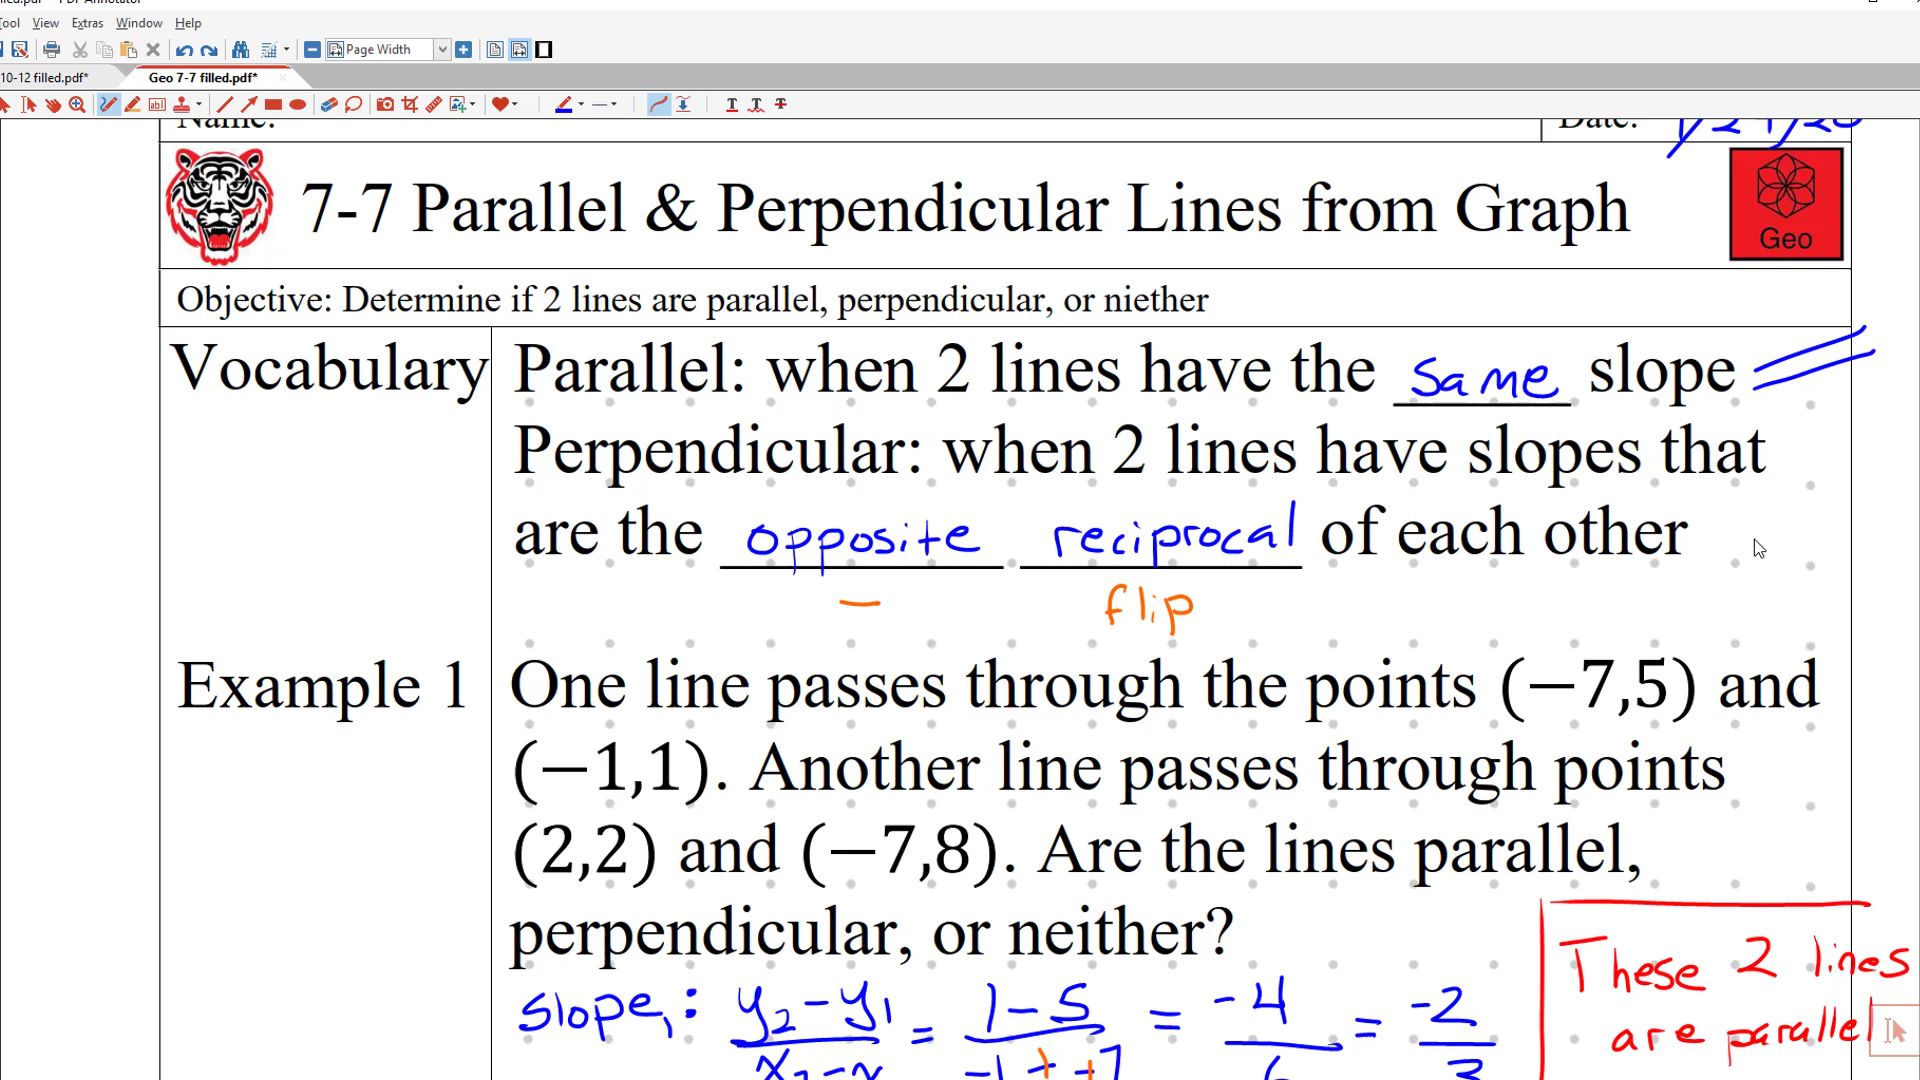 Tool View Extras Window Help
Page Width
10-12 filled.pdf* Geo 7-7 filled.pdf*
Name: Date:
7-7 Parallel & Perpendicular Lines from Graph
Geo
Objective: Determine if 2 lines are parallel, perpendicular, or niether
Vocabulary Parallel: when 2 lines have the same slope
Perpendicular: when 2 lines have slopes that
are the opposite reciprocal of each other
– flip
Example 1 One line passes through the points (−7,5) and
(−1,1). Another line passes through points
(2,2) and (−7,8). Are the lines parallel,
perpendicular, or neither?
These 2 lines
are parallel
slope₁: y₂-y₁ = 1-5 = -4 = -2